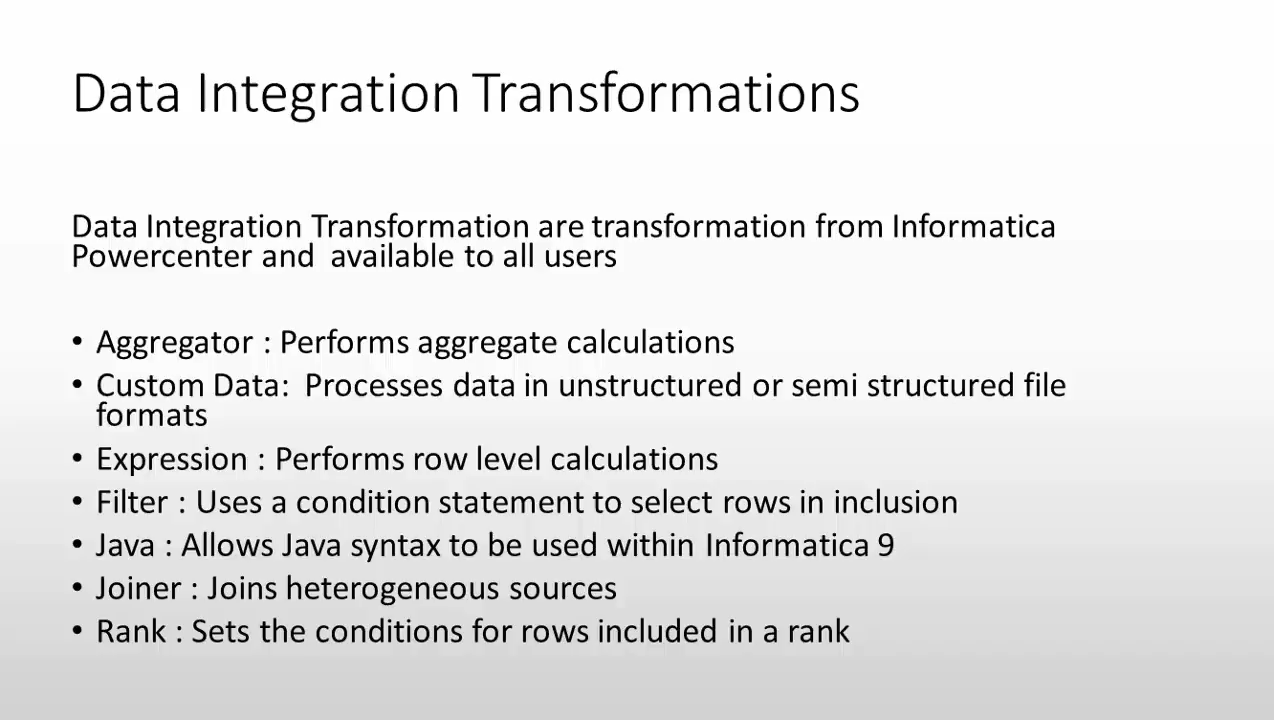 Data Integration Transformations
Data Integration Transformation are transformation from Informatica
Powercenter and  available to all users
• Aggregator : Performs aggregate calculations
• Custom Data:  Processes data in unstructured or semi structured file
formats
• Expression : Performs row level calculations
• Filter : Uses a condition statement to select rows in inclusion
• Java : Allows Java syntax to be used within Informatica 9
• Joiner : Joins heterogeneous sources
• Rank : Sets the conditions for rows included in a rank